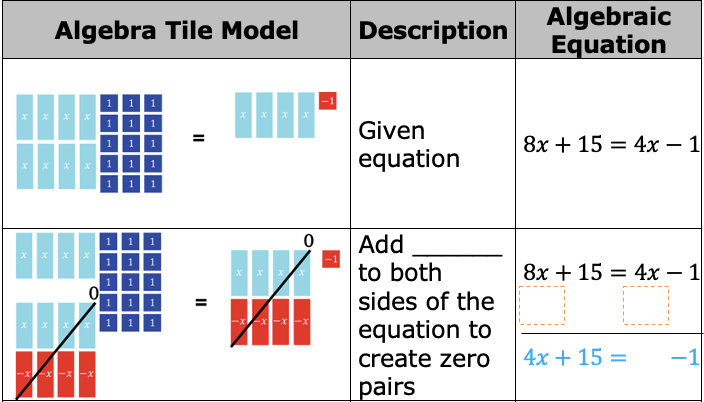 Algebra Tile Model
Description
Algebraic
Equation
x x x x 1 1 1
1 1 1
x x x x 1 1 1
1 1 1
1 1 1
=
x x x x −1
Given
equation
8x + 15 = 4x − 1
x x x x 1 1 1
1 1 1
1 1 1
1 1 1
1 1 1
x x x x
0
−x −x −x −x
=
x x x x −1
0
−x −x −x −x
Add _______
to both
sides of the
equation to
create zero
pairs
8x + 15 = 4x − 1
4x + 15 = −1